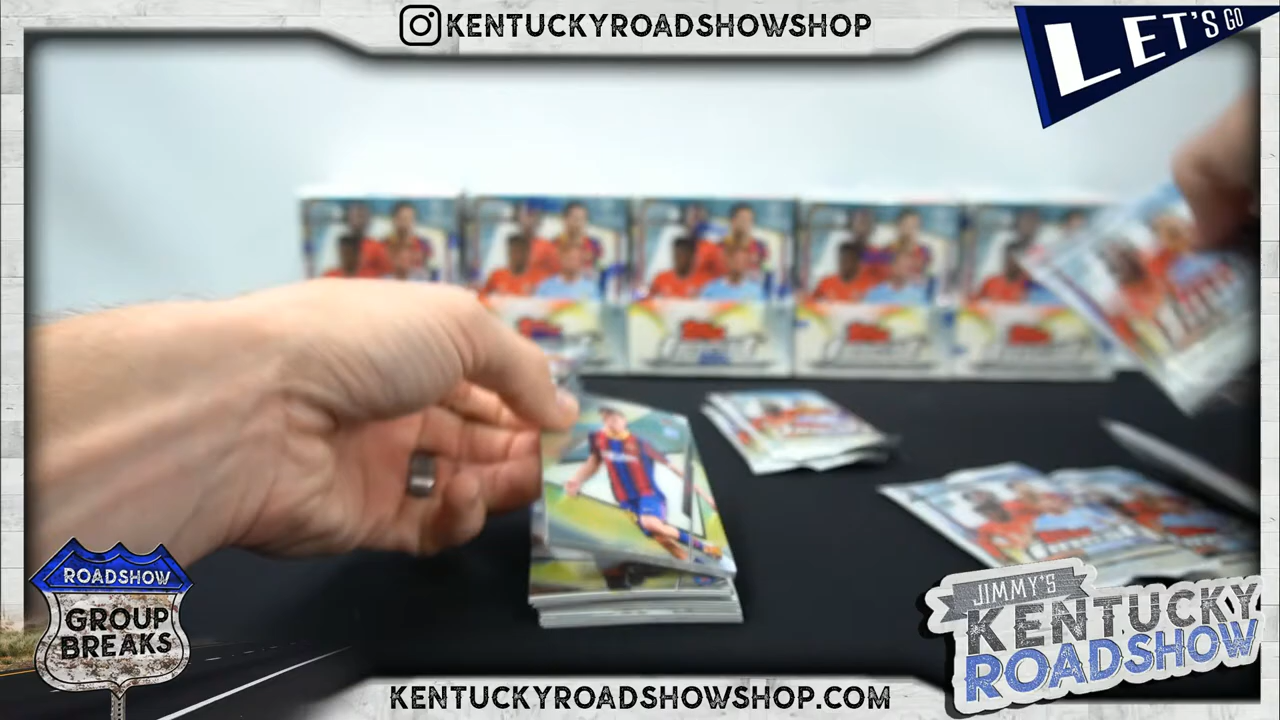 KENTUCKYROADSHOWSHOP
LET'S GO
ROADSHOW
GROUP
BREAKS
JIMMY'S
KENTUCKY
ROADSHOW
KENTUCKYROADSHOWSHOP.COM